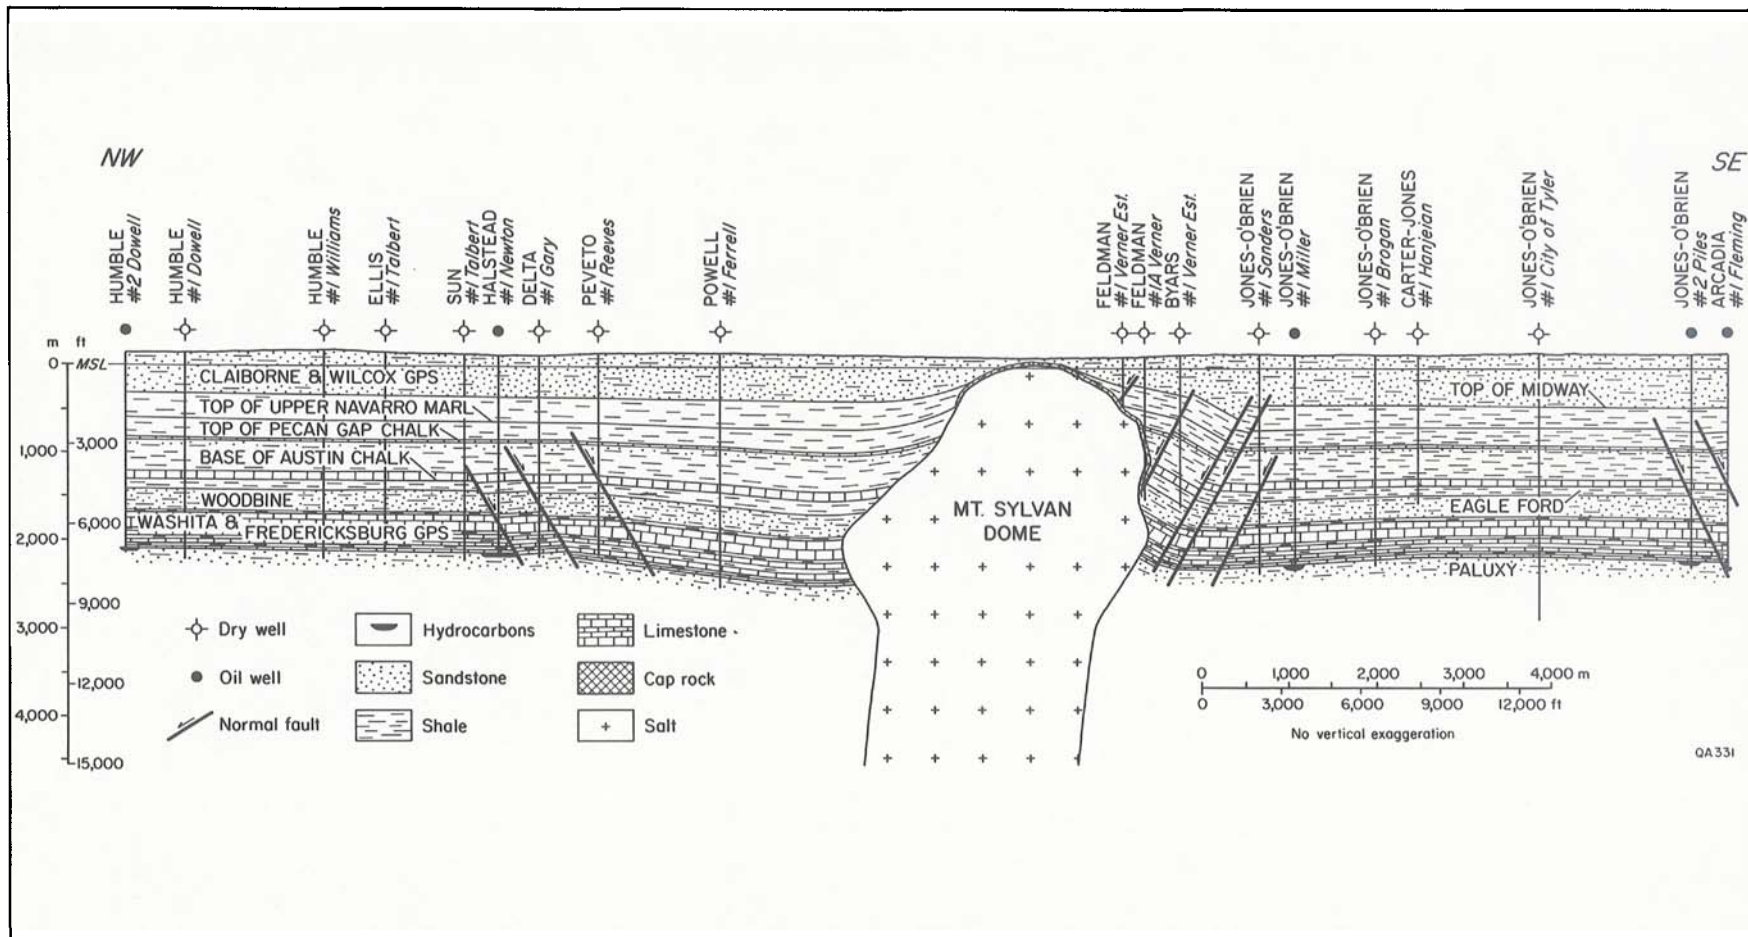 NW
SE
HUMBLE
#2 Dowell
HUMBLE
#1 Dowell
HUMBLE
#1 Williams
ELLIS
#1 Talbert
SUN
#1 Talbert
HALSTEAD
#1 Newton
DELTA
#1 Gary
PEVETO
#1 Reeves
POWELL
#1 Ferrell
FELDMAN
#1 Verner Est.
FELDMAN
#1A Verner
BYARS
#1 Verner Est.
JONES-O'BRIEN
#1 Sanders
JONES-O'BRIEN
#1 Miller
JONES-O'BRIEN
#1 Brogan
CARTER-JONES
#1 Hanjeian
JONES-O'BRIEN
#1 City of Tyler
JONES-O'BRIEN
#2 Piles
ARCADIA
#1 Fleming
m ft
0 MSL
CLAIBORNE & WILCOX GPS
TOP OF MIDWAY
TOP OF UPPER NAVARRO MARL
TOP OF PECAN GAP CHALK
3,000
1,000
BASE OF AUSTIN CHALK
WOODBINE
EAGLE FORD
MT. SYLVAN
DOME
6,000
WASHITA &
FREDERICKSBURG GPS
2,000
PALUXY
9,000
3,000
12,000
4,000
15,000
Dry well
Hydrocarbons
Limestone
Oil well
Sandstone
Cap rock
Normal fault
Shale
Salt
0 1,000 2,000 3,000 4,000 m
0 3,000 6,000 9,000 12,000 ft
No vertical exaggeration
QA331